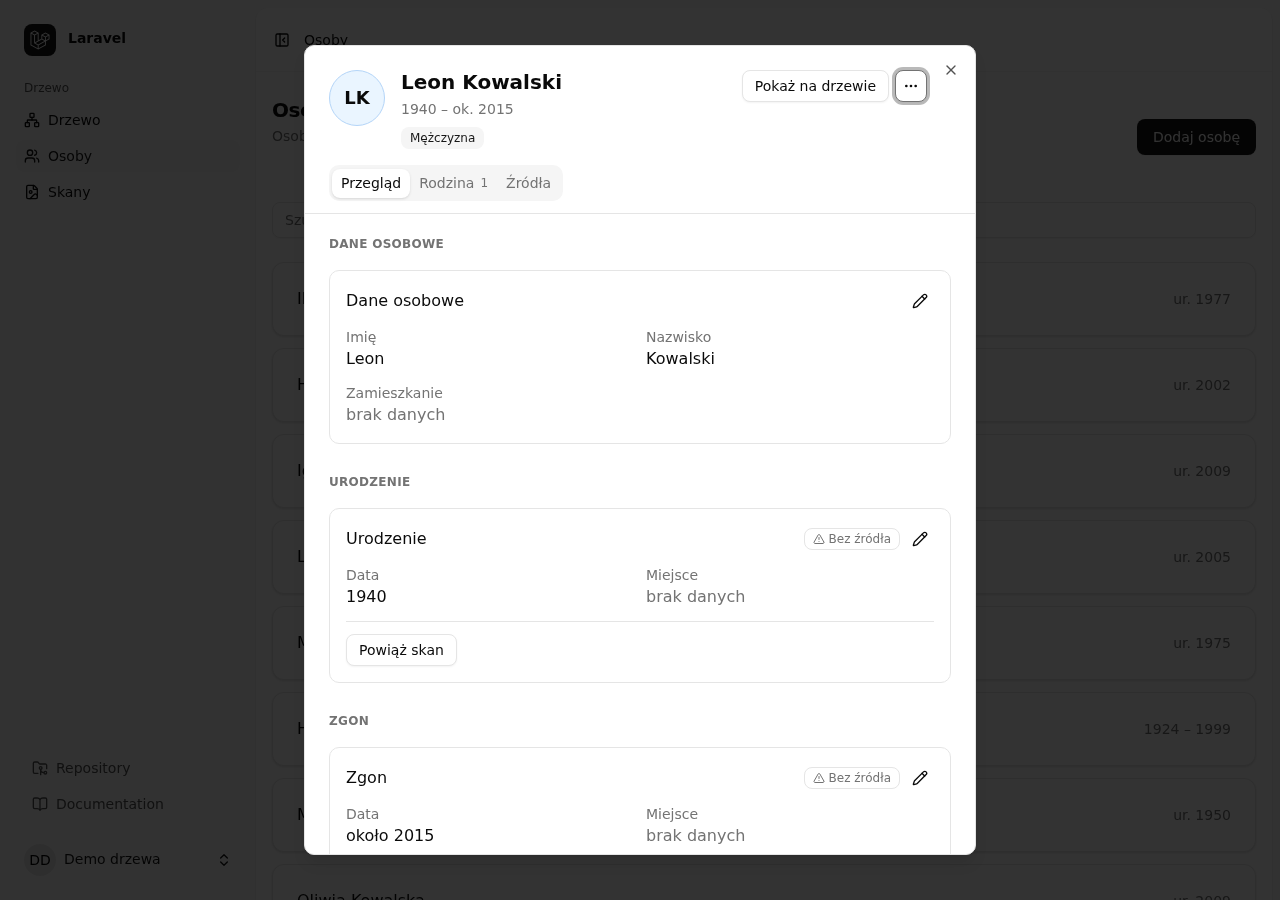 Laravel
Osoby
Drzewo
Drzewo
Osoby
Skany
Dodaj osobę
LK
Leon Kowalski
1940 – ok. 2015
Mężczyzna
Pokaż na drzewie
Przegląd
Rodzina 1
Źródła
DANE OSOBOWE
Dane osobowe
Imię
Nazwisko
Leon
Kowalski
Zamieszkanie
brak danych
URODZENIE
Urodzenie
Bez źródła
Data
Miejsce
1940
brak danych
Powiąż skan
ZGON
Zgon
Bez źródła
Data
Miejsce
około 2015
brak danych
ur. 1977
ur. 2002
ur. 2009
ur. 2005
ur. 1975
1924 – 1999
ur. 1950
Repository
Documentation
DD
Demo drzewa